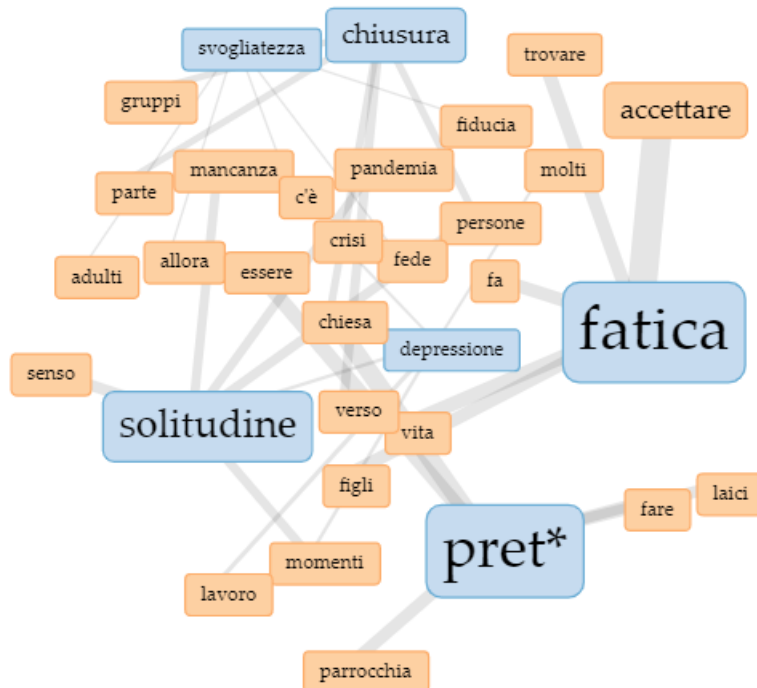 chiusura
svogliatezza
trovare
gruppi
accettare
fiducia
mancanza
pandemia
molti
parte
c'è
persone
crisi
allora
fede
adulti
essere
fa
chiesa
fatica
depressione
senso
solitudine
verso
vita
figli
laici
fare
pret*
momenti
lavoro
parrocchia